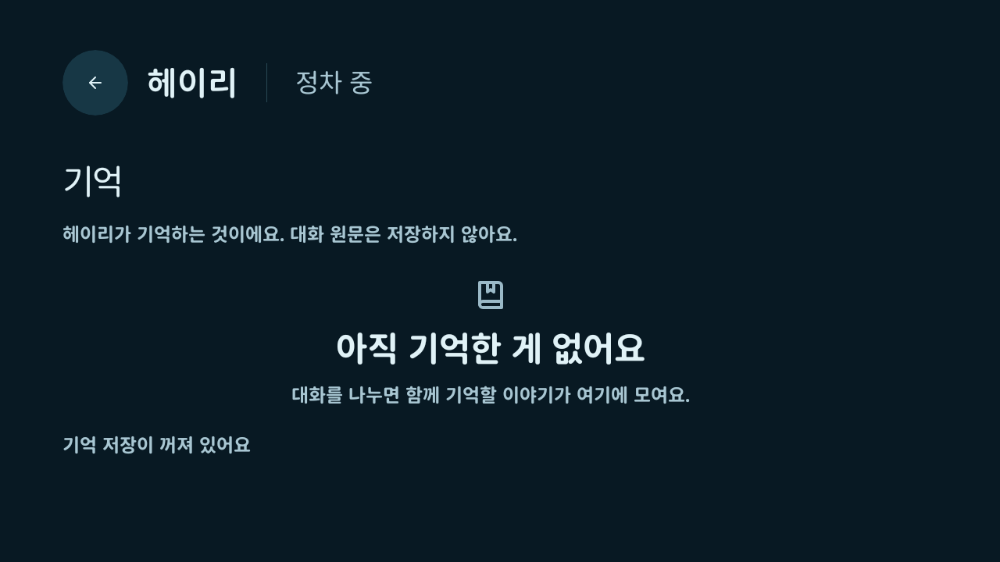 헤이리
정차 중
기억
헤이리가 기억하는 것이에요. 대화 원문은 저장하지 않아요.
아직 기억한 게 없어요
대화를 나누면 함께 기억할 이야기가 여기에 모여요.
기억 저장이 꺼져 있어요